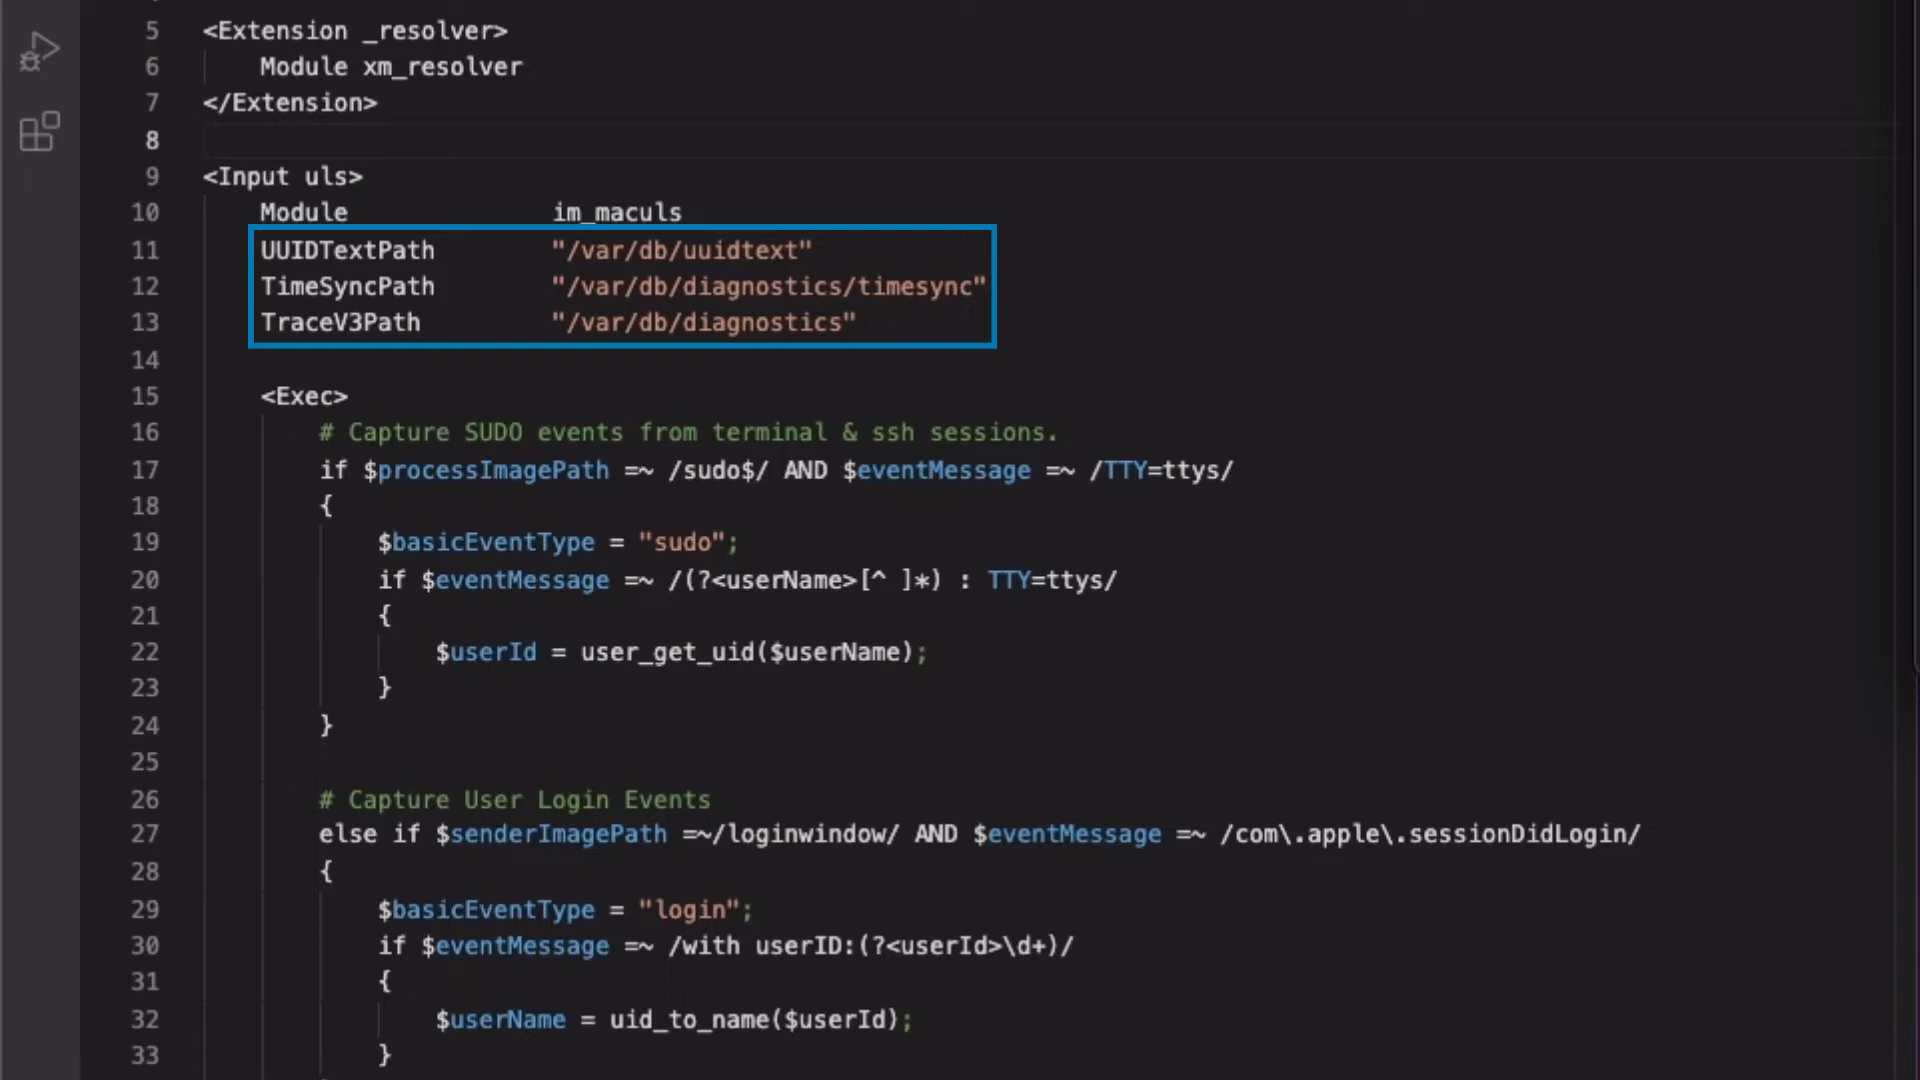 5 <Extension _resolver>
6 Module xm_resolver
7 </Extension>
8
9 <Input uls>
10 Module im_maculs
11 UUIDTextPath "/var/db/uuidtext"
12 TimeSyncPath "/var/db/diagnostics/timesync"
13 TraceV3Path "/var/db/diagnostics"
14
15 <Exec>
16 # Capture SUDO events from terminal & ssh sessions.
17 if $processImagePath =~ /sudo$/ AND $eventMessage =~ /TTY=ttys/
18 {
19 $basicEventType = "sudo";
20 if $eventMessage =~ /(?<userName>[^ ]*) : TTY=ttys/
21 {
22 $userId = user_get_uid($userName);
23 }
24 }
25
26 # Capture User Login Events
27 else if $senderImagePath =~/loginwindow/ AND $eventMessage =~ /com\.apple\.sessionDidLogin/
28 {
29 $basicEventType = "login";
30 if $eventMessage =~ /with userID:(?<userId>\d+)/
31 {
32 $userName = uid_to_name($userId);
33 }